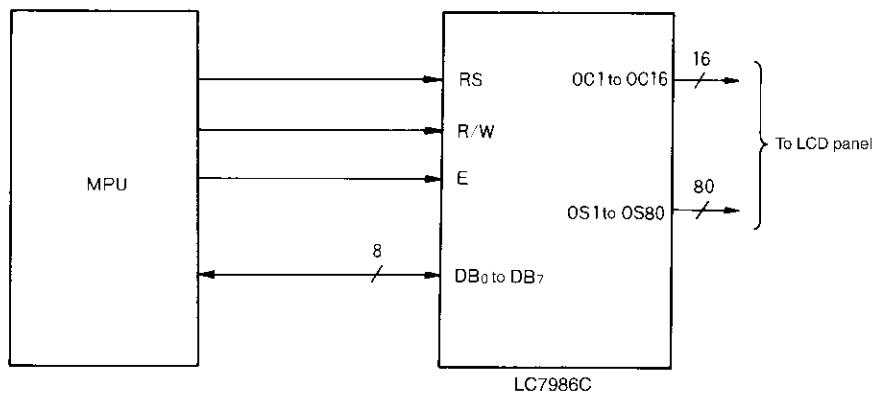 MPU
RS
R/W
E
8
DB0 to DB7
OC1 to OC16
16
OS1 to OS80
80
To LCD panel
LC7986C